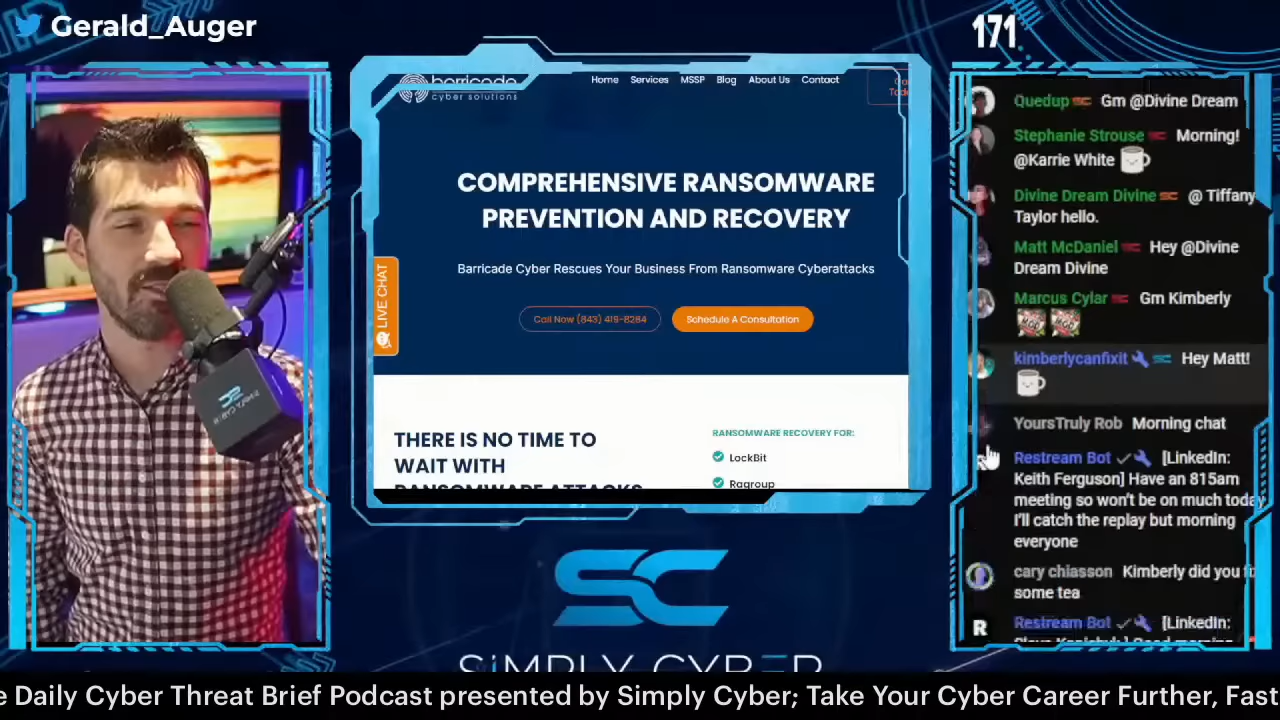 Gerald_Auger
171
barricade
cyber solutions
Home Services MSSP Blog About Us Contact
COMPREHENSIVE RANSOMWARE
PREVENTION AND RECOVERY
Barricade Cyber Rescues Your Business From Ransomware Cyberattacks
Call Now (843) 415-8284
Schedule A Consultation
LIVE CHAT
THERE IS NO TIME TO
WAIT WITH
RANSOMWARE ATTACKS
RANSOMWARE RECOVERY FOR:
LockBit
Ragroup
Quedup Gm @Divine Dream
Stephanie Strouse Morning!
@Karrie White
Divine Dream Divine @ Tiffany
Taylor hello.
Matt McDaniel Hey @Divine
Dream Divine
Marcus Cylar Gm Kimberly
kimberlycanfixit Hey Matt!
YoursTruly Rob Morning chat
Restream Bot [LinkedIn:
Keith Ferguson] Have an 815am
meeting so won't be on much today
I'll catch the replay but morning
everyone
cary chiasson Kimberly did you
some tea
R
Restream Bot [LinkedIn:
SC
SIMPLY CYBER
e Daily Cyber Threat Brief Podcast presented by Simply Cyber; Take Your Cyber Career Further, Fast